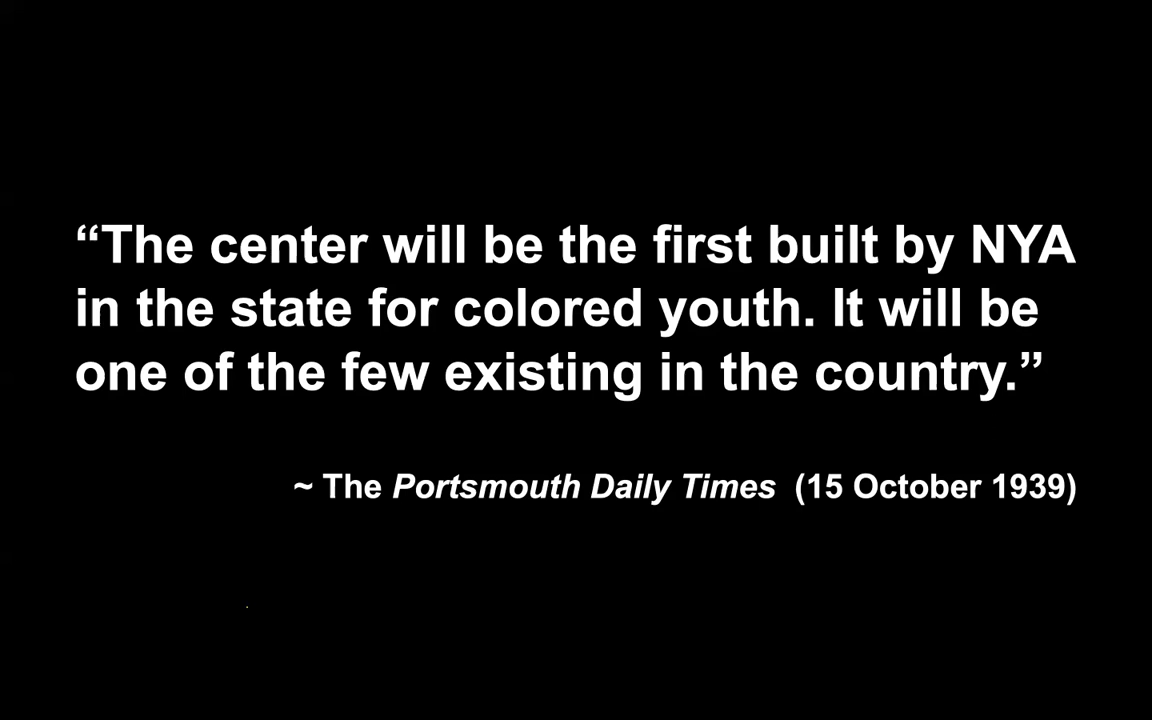 “The center will be the first built by NYA
in the state for colored youth. It will be
one of the few existing in the country.”
~ The Portsmouth Daily Times (15 October 1939)